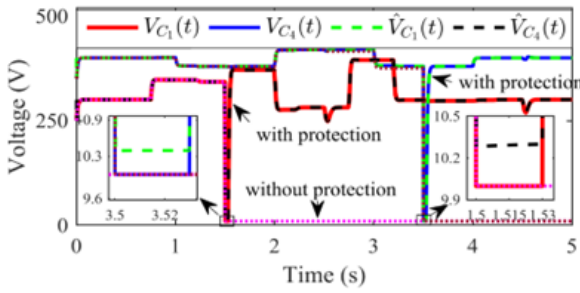 V_{C_1}(t) V_{C_4}(t) V̂_{C_1}(t) V̂_{C_4}(t)
500
Voltage (V)
250
0
with protection
with protection
without protection
10.9
10.3
9.6
3.5 3.52
10.5
10.2
9.9
1.5 1.515 1.53
0 1 2 3 4 5
Time (s)